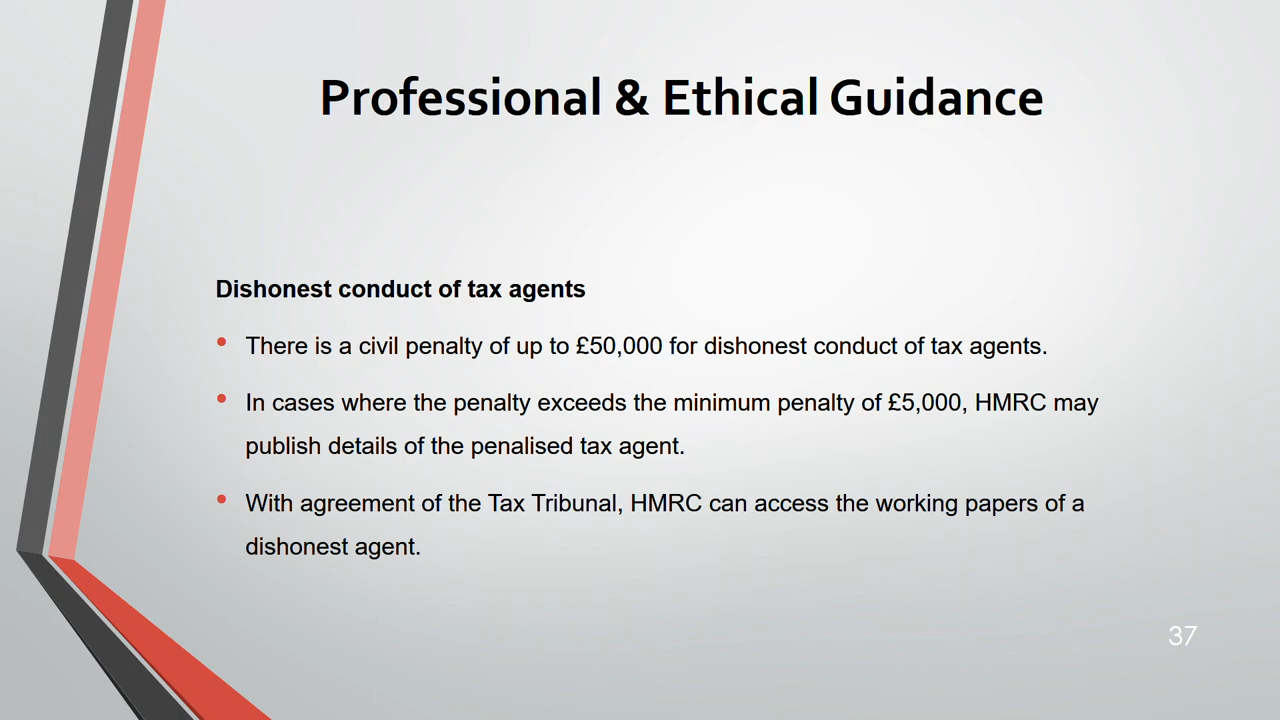 Professional & Ethical Guidance
Dishonest conduct of tax agents
• There is a civil penalty of up to £50,000 for dishonest conduct of tax agents.
• In cases where the penalty exceeds the minimum penalty of £5,000, HMRC may
publish details of the penalised tax agent.
• With agreement of the Tax Tribunal, HMRC can access the working papers of a
dishonest agent.
37